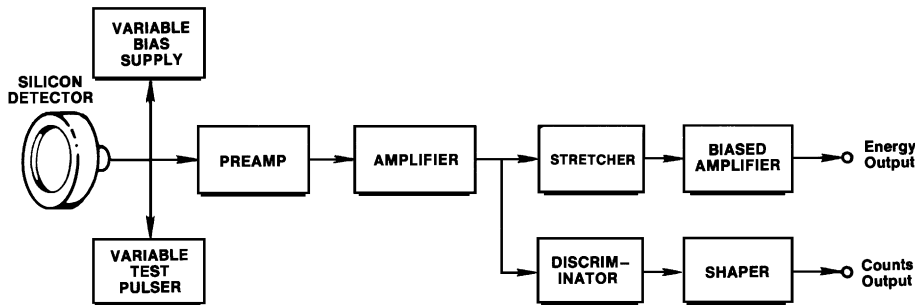 VARIABLE
BIAS
SUPPLY
SILICON
DETECTOR
PREAMP
AMPLIFIER
STRETCHER
BIASED
AMPLIFIER
Energy
Output
VARIABLE
TEST
PULSER
DISCRIM–
INATOR
SHAPER
Counts
Output